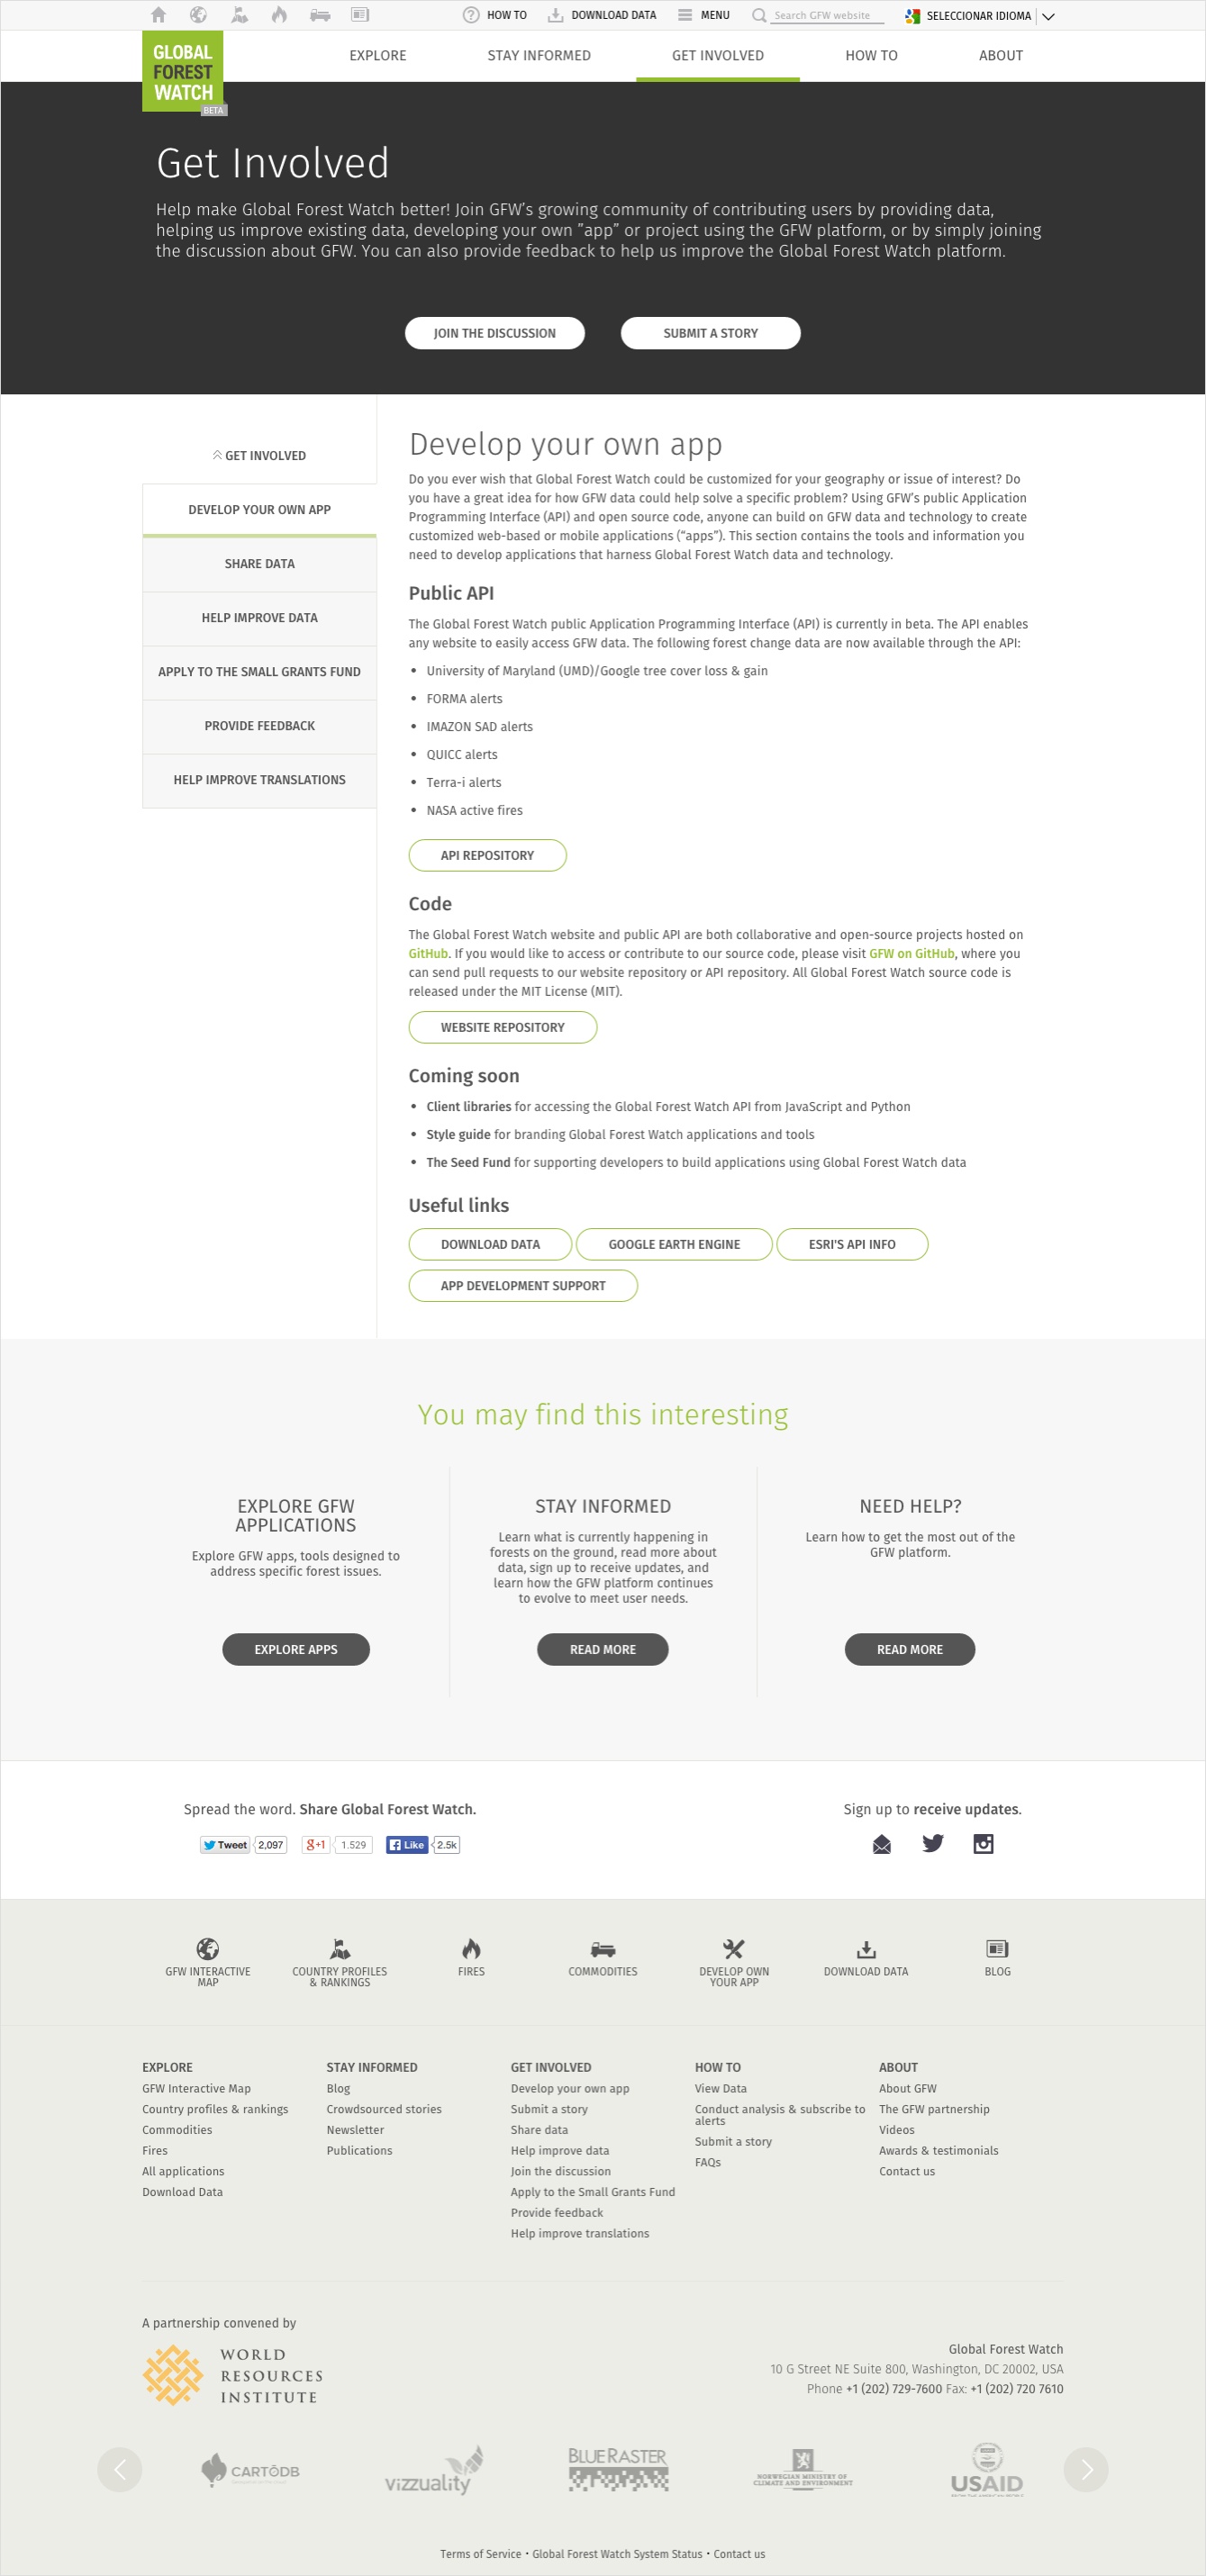 HOW TO
DOWNLOAD DATA
MENU
Search GFW website
SELECCIONAR IDIOMA
GLOBAL
FOREST
WATCH
BETA
EXPLORE
STAY INFORMED
GET INVOLVED
HOW TO
ABOUT
Get Involved
Help make Global Forest Watch better! Join GFW's growing community of contributing users by providing data,
helping us improve existing data, developing your own "app" or project using the GFW platform, or by simply joining
the discussion about GFW. You can also provide feedback to help us improve the Global Forest Watch platform.
JOIN THE DISCUSSION
SUBMIT A STORY
GET INVOLVED
DEVELOP YOUR OWN APP
SHARE DATA
HELP IMPROVE DATA
APPLY TO THE SMALL GRANTS FUND
PROVIDE FEEDBACK
HELP IMPROVE TRANSLATIONS
Develop your own app
Do you ever wish that Global Forest Watch could be customized for your geography or issue of interest? Do
you have a great idea for how GFW data could help solve a specific problem? Using GFW's public Application
Programming Interface (API) and open source code, anyone can build on GFW data and technology to create
customized web-based or mobile applications ("apps"). This section contains the tools and information you
need to develop applications that harness Global Forest Watch data and technology.
Public API
The Global Forest Watch public Application Programming Interface (API) is currently in beta. The API enables
any website to easily access GFW data. The following forest change data are now available through the API:
• University of Maryland (UMD)/Google tree cover loss & gain
• FORMA alerts
• IMAZON SAD alerts
• QUICC alerts
• Terra-i alerts
• NASA active fires
API REPOSITORY
Code
The Global Forest Watch website and public API are both collaborative and open-source projects hosted on
GitHub. If you would like to access or contribute to our source code, please visit GFW on GitHub, where you
can send pull requests to our website repository or API repository. All Global Forest Watch source code is
released under the MIT License (MIT).
WEBSITE REPOSITORY
Coming soon
• Client libraries for accessing the Global Forest Watch API from JavaScript and Python
• Style guide for branding Global Forest Watch applications and tools
• The Seed Fund for supporting developers to build applications using Global Forest Watch data
Useful links
DOWNLOAD DATA
GOOGLE EARTH ENGINE
ESRI'S API INFO
APP DEVELOPMENT SUPPORT
You may find this interesting
EXPLORE GFW
APPLICATIONS
Explore GFW apps, tools designed to
address specific forest issues.
EXPLORE APPS
STAY INFORMED
Learn what is currently happening in
forests on the ground, read more about
data, sign up to receive updates, and
learn how the GFW platform continues
to evolve to meet user needs.
READ MORE
NEED HELP?
Learn how to get the most out of the
GFW platform.
READ MORE
Spread the word. Share Global Forest Watch.
Tweet 2,097
g+1 1.529
Like 2.5k
Sign up to receive updates.
GFW INTERACTIVE
MAP
COUNTRY PROFILES
& RANKINGS
FIRES
COMMODITIES
DEVELOP OWN
YOUR APP
DOWNLOAD DATA
BLOG
EXPLORE
GFW Interactive Map
Country profiles & rankings
Commodities
Fires
All applications
Download Data
STAY INFORMED
Blog
Crowdsourced stories
Newsletter
Publications
GET INVOLVED
Develop your own app
Submit a story
Share data
Help improve data
Join the discussion
Apply to the Small Grants Fund
Provide feedback
Help improve translations
HOW TO
View Data
Conduct analysis & subscribe to
alerts
Submit a story
FAQs
ABOUT
About GFW
The GFW partnership
Videos
Awards & testimonials
Contact us
A partnership convened by
WORLD
RESOURCES
INSTITUTE
Global Forest Watch
10 G Street NE Suite 800, Washington, DC 20002, USA
Phone +1 (202) 729-7600 Fax: +1 (202) 720 7610
CARTODB
vizzuality
BLUERASTER
NORWEGIAN MINISTRY OF
CLIMATE AND ENVIRONMENT
USAID
Terms of Service • Global Forest Watch System Status • Contact us